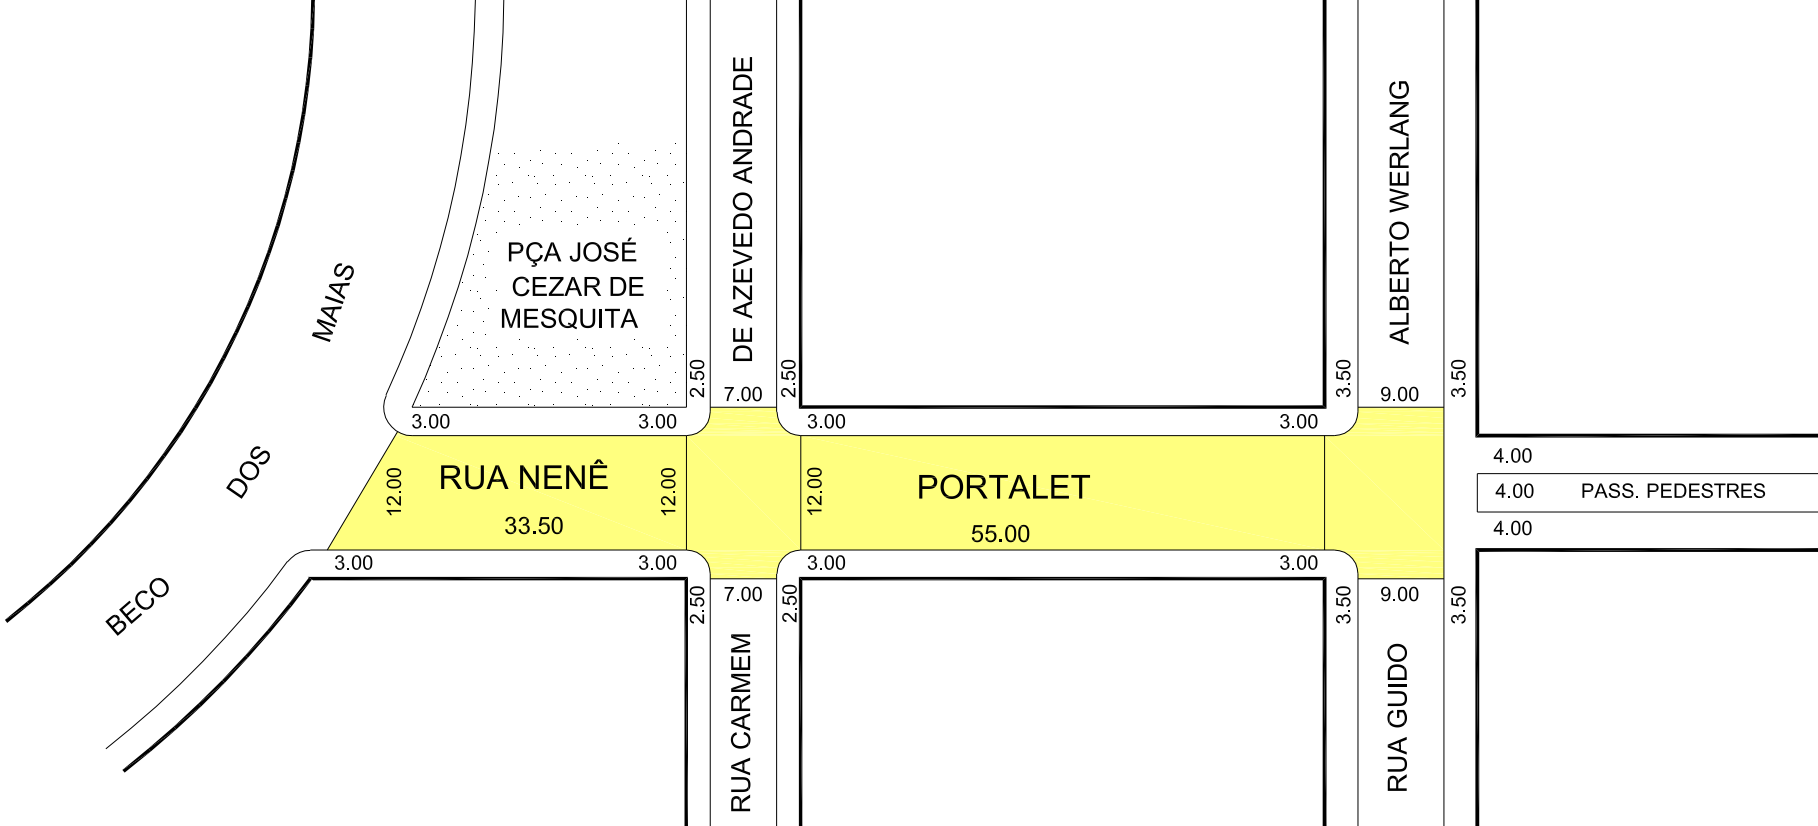 DE AZEVEDO ANDRADE
ALBERTO WERLANG
PÇA JOSÉ
CEZAR DE
MESQUITA
MAIAS
DOS
BECO
2.50
7.00
2.50
3.50
9.00
3.50
3.00
3.00
3.00
3.00
12.00
RUA NENÊ
33.50
12.00
12.00
PORTALET
55.00
4.00
4.00
PASS. PEDESTRES
4.00
3.00
3.00
3.00
3.00
2.50
7.00
2.50
3.50
9.00
3.50
RUA CARMEM
RUA GUIDO